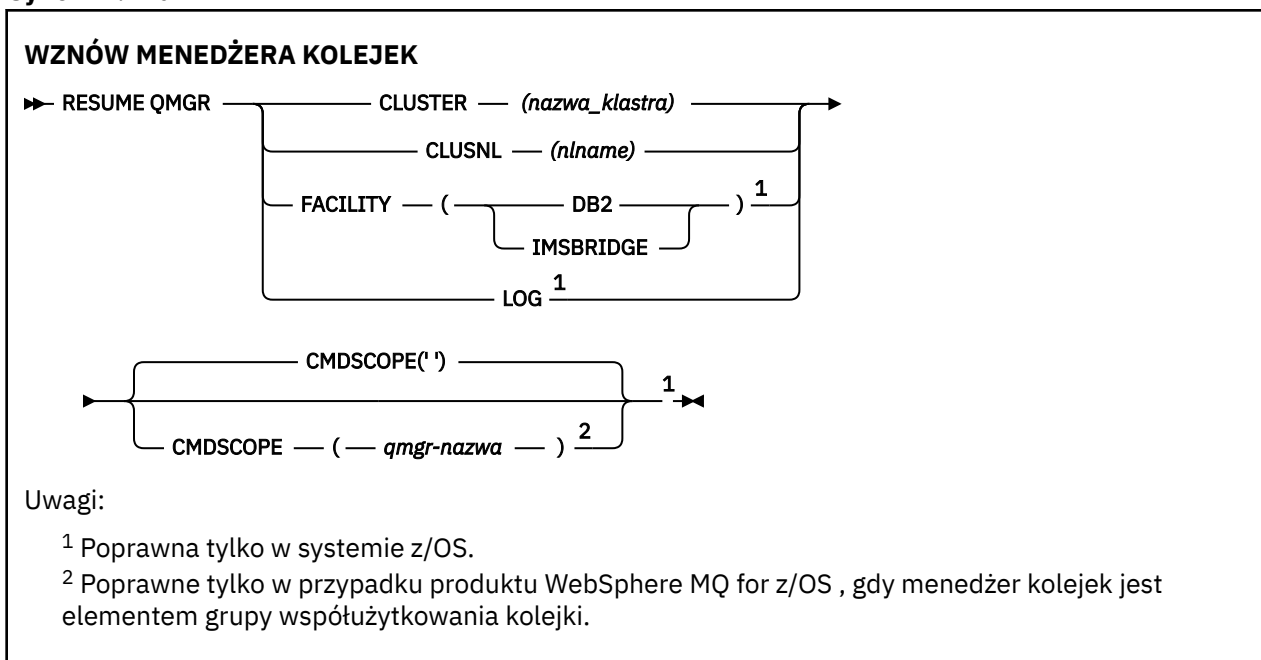 WZNÓW MENEDŻERA KOLEJEK
RESUME QMGR CLUSTER (nazwa_klastra)
CLUSNL (nlname)
FACILITY ( DB2 ) 1
IMSBRIDGE
LOG 1
CMDSCOPE(' ')
1
CMDSCOPE ( qmgr-nazwa ) 2
Uwagi:
1 Poprawna tylko w systemie z/OS.
2 Poprawne tylko w przypadku produktu WebSphere MQ for z/OS , gdy menedżer kolejek jest
elementem grupy współużytkowania kolejki.